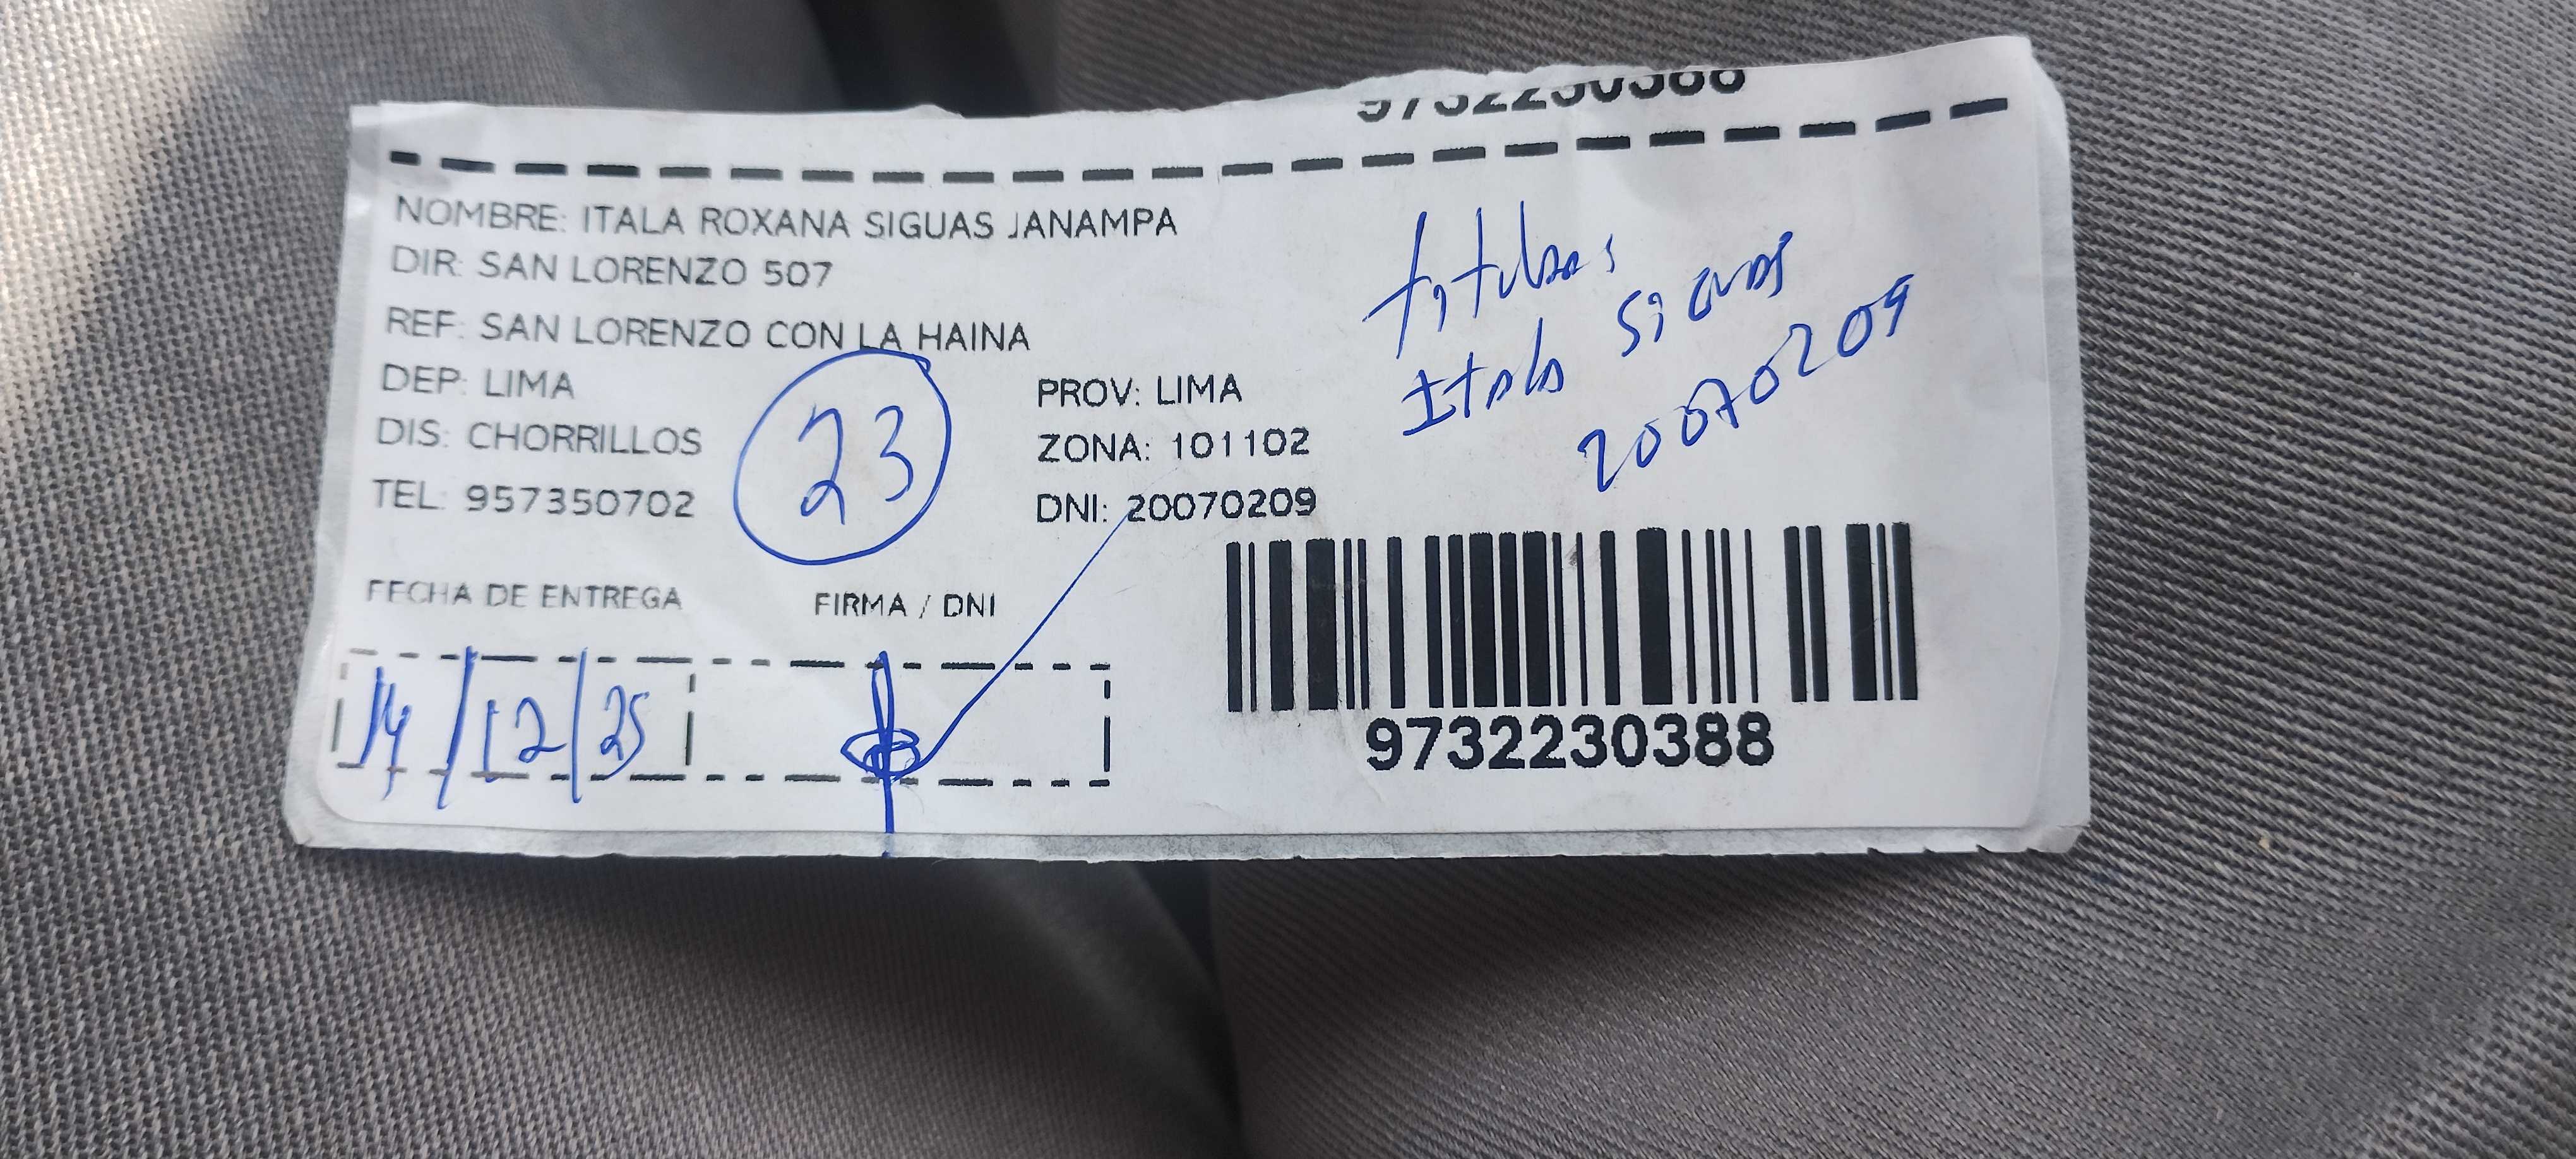 9732230388
NOMBRE: ITALA ROXANA SIGUAS JANAMPA
DIR: SAN LORENZO 507
REF: SAN LORENZO CON LA HAINA
DEP: LIMA
PROV: LIMA
DIS: CHORRILLOS
ZONA: 101102
TEL: 957350702
DNI: 20070209
23
Titular
Itala Siguas
20070209
FECHA DE ENTREGA
FIRMA / DNI
14/12/25
9732230388